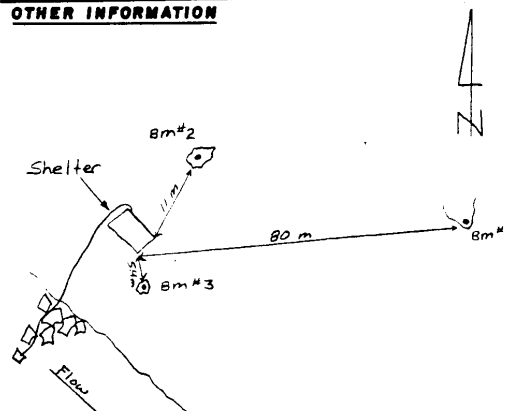 OTHER INFORMATION
Bm#2
Shelter
11 m
N
80 m
Bm#
Bm#3
Flow